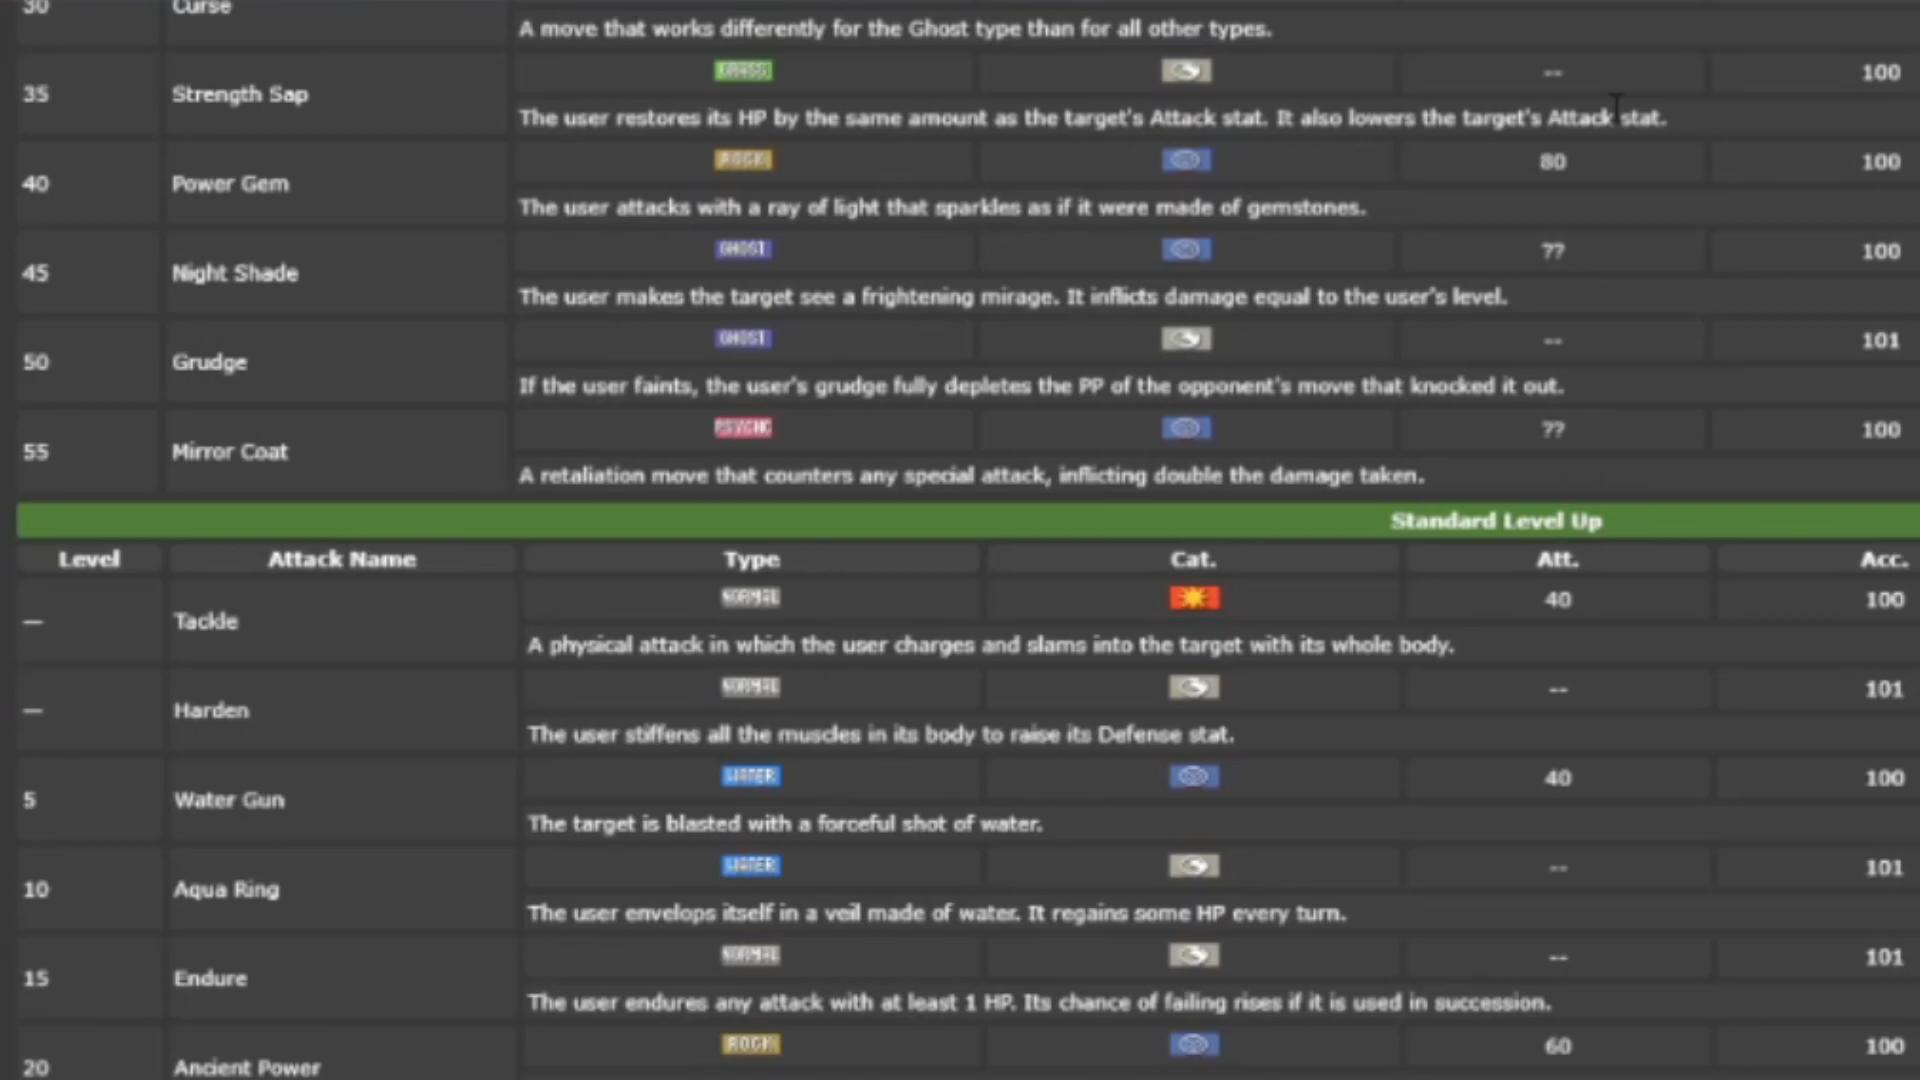 30 Curse
A move that works differently for the Ghost type than for all other types.
GRASS -- 100
35 Strength Sap
The user restores its HP by the same amount as the target's Attack stat. It also lowers the target's Attack stat.
ROCK 80 100
40 Power Gem
The user attacks with a ray of light that sparkles as if it were made of gemstones.
GHOST ?? 100
45 Night Shade
The user makes the target see a frightening mirage. It inflicts damage equal to the user's level.
GHOST -- 101
50 Grudge
If the user faints, the user's grudge fully depletes the PP of the opponent's move that knocked it out.
PSYCHC ?? 100
55 Mirror Coat
A retaliation move that counters any special attack, inflicting double the damage taken.
Standard Level Up
Level Attack Name Type Cat. Att. Acc.
NORMAL 40 100
— Tackle
A physical attack in which the user charges and slams into the target with its whole body.
NORMAL -- 101
— Harden
The user stiffens all the muscles in its body to raise its Defense stat.
WATER 40 100
5 Water Gun
The target is blasted with a forceful shot of water.
WATER -- 101
10 Aqua Ring
The user envelops itself in a veil made of water. It regains some HP every turn.
NORMAL -- 101
15 Endure
The user endures any attack with at least 1 HP. Its chance of failing rises if it is used in succession.
ROCK 60 100
20 Ancient Power